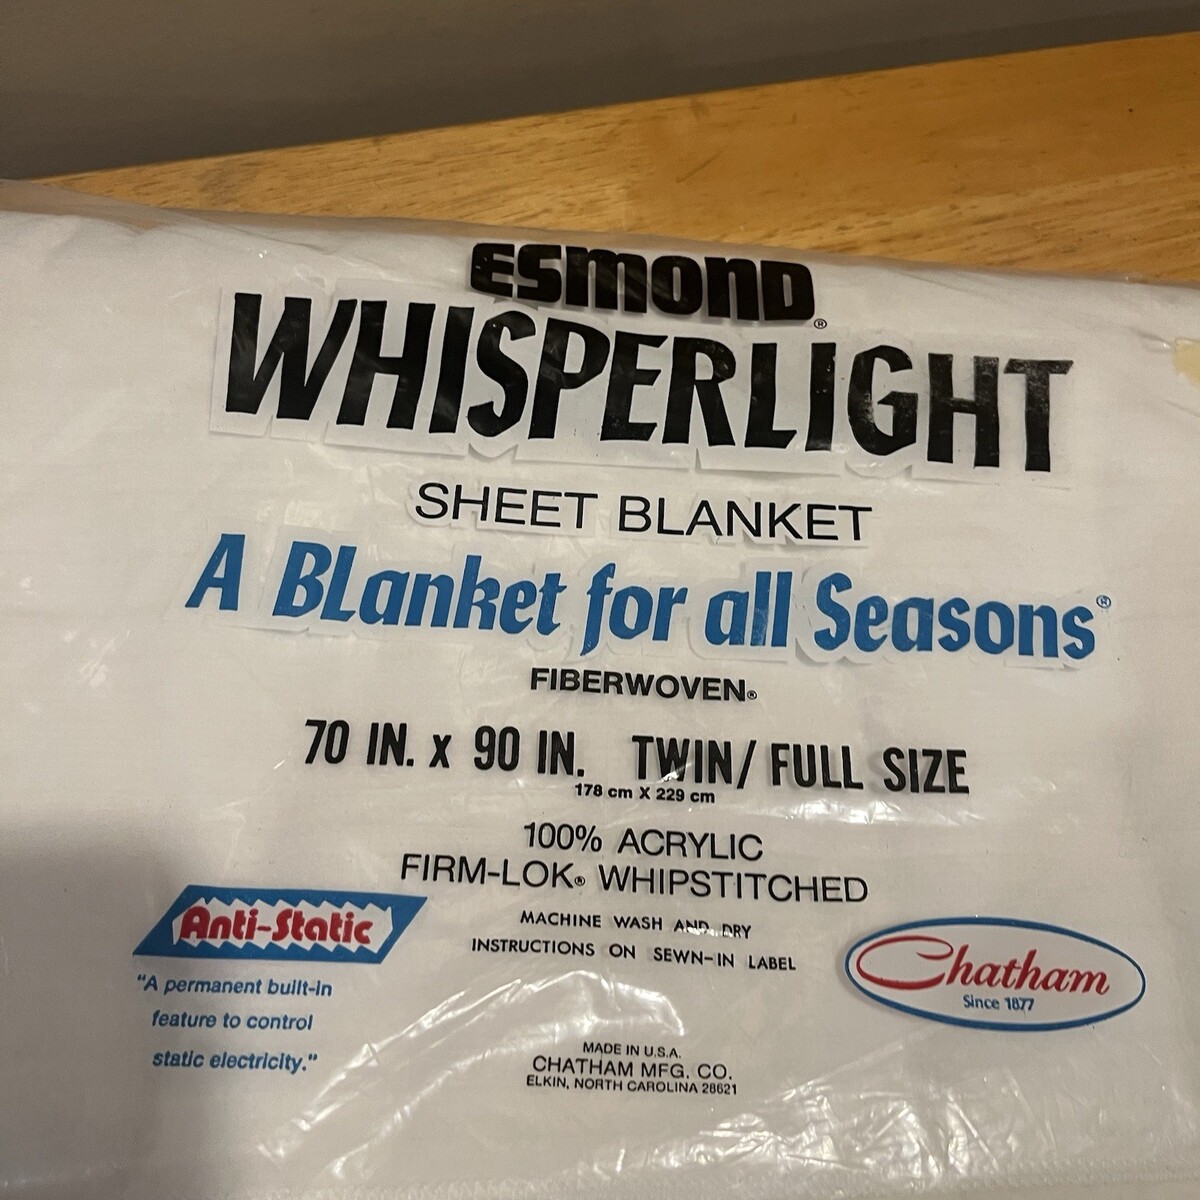 ESMOND®
WHISPERLIGHT
SHEET BLANKET
A BLanket for all Seasons®
FIBERWOVEN®
70 IN. x 90 IN. TWIN/ FULL SIZE
178 cm X 229 cm
100% ACRYLIC
FIRM-LOK® WHIPSTITCHED
MACHINE WASH AND DRY
INSTRUCTIONS ON SEWN-IN LABEL
Anti-Static
"A permanent built-in
feature to control
static electricity."
Chatham
Since 1877
MADE IN U.S.A.
CHATHAM MFG. CO.
ELKIN, NORTH CAROLINA 28621